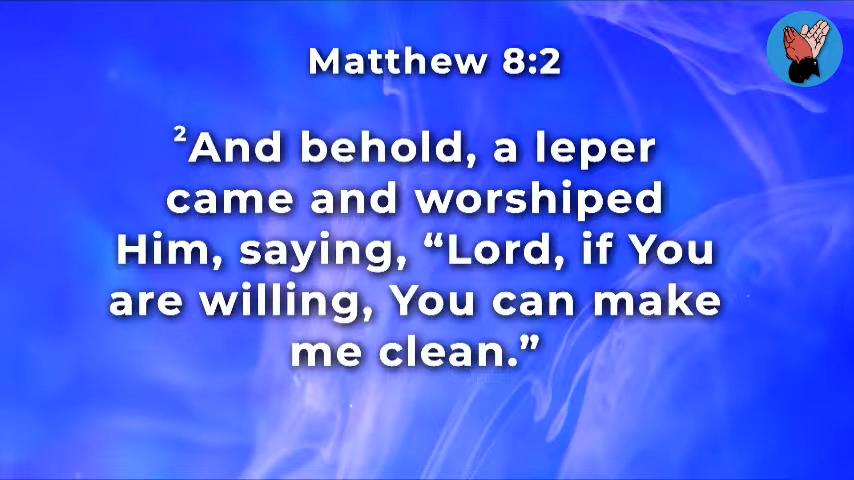 Matthew 8:2
²And behold, a leper
came and worshiped
Him, saying, “Lord, if You
are willing, You can make
me clean.”